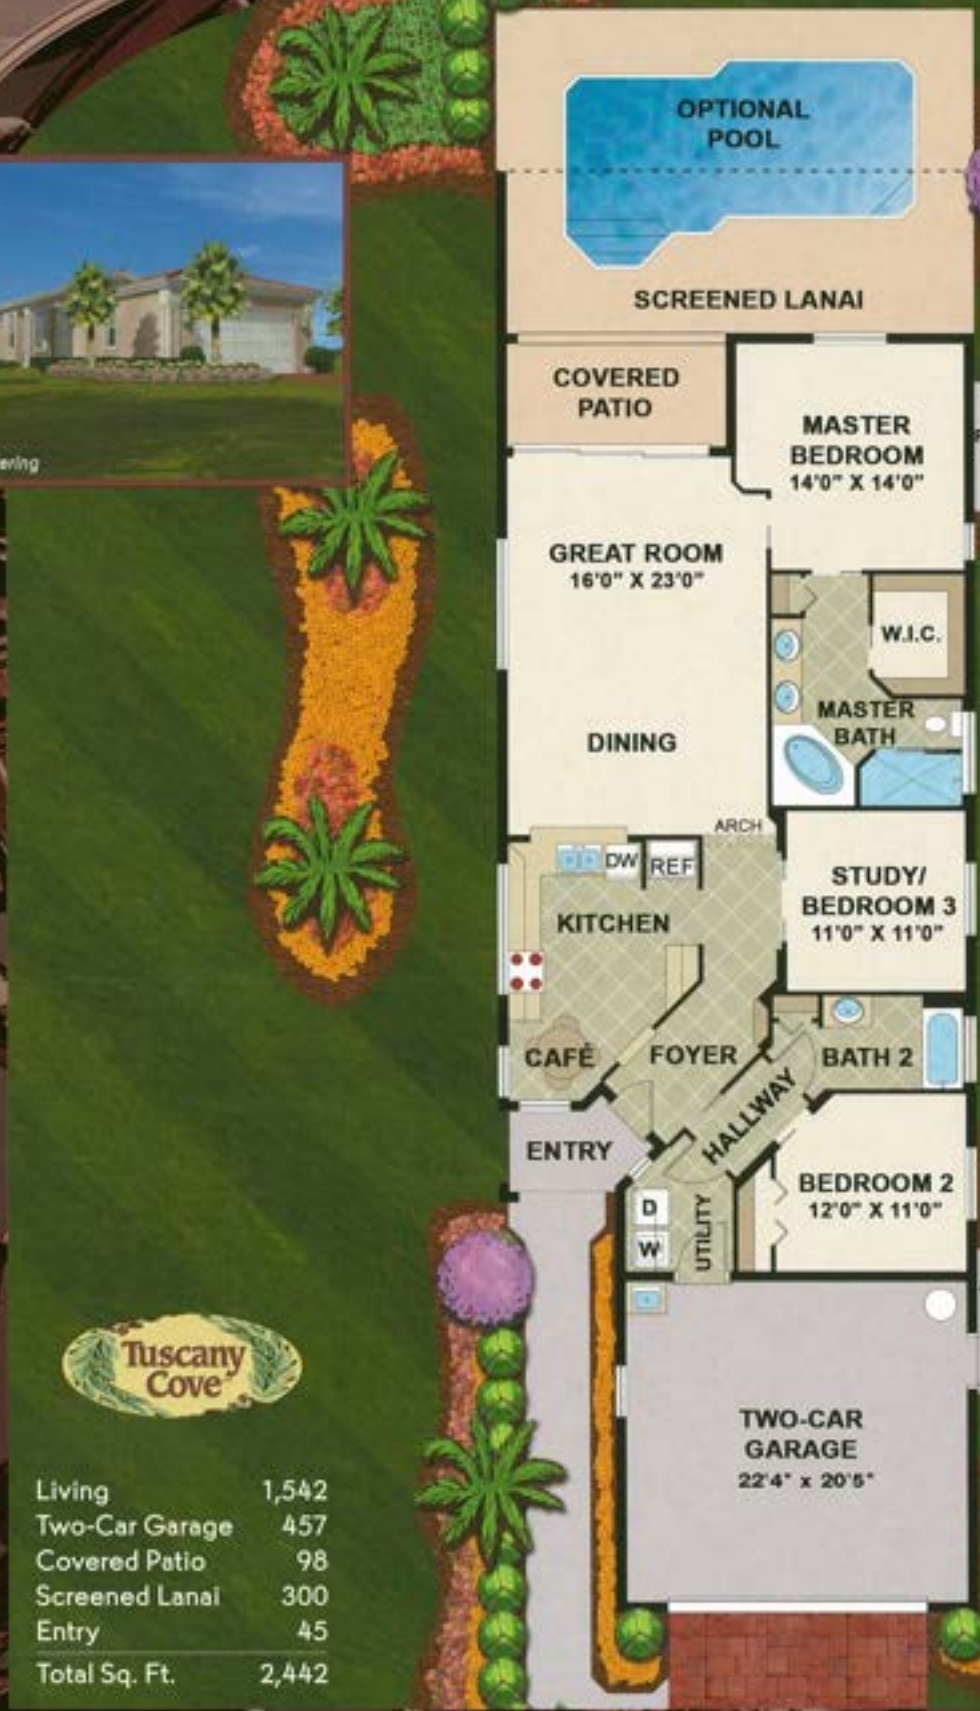 OPTIONAL
POOL
SCREENED LANAI
COVERED
PATIO
MASTER
BEDROOM
14'0" X 14'0"
GREAT ROOM
16'0" X 23'0"
W.I.C.
MASTER
BATH
DINING
ARCH
DW
REF
STUDY/
BEDROOM 3
11'0" X 11'0"
KITCHEN
CAFÉ
FOYER
BATH 2
HALLWAY
ENTRY
BEDROOM 2
12'0" X 11'0"
D
W
UTILITY
TWO-CAR
GARAGE
22'4" x 20'5"
Tuscany
Cove
Living 1,542
Two-Car Garage 457
Covered Patio 98
Screened Lanai 300
Entry 45
Total Sq. Ft. 2,442